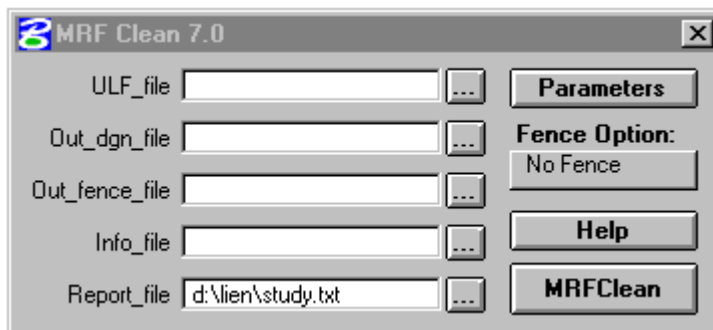 MRF Clean 7.0
ULF_file ... Parameters
Out_dgn_file ... Fence Option:
No Fence
Out_fence_file ...
Info_file ... Help
Report_file d:\lien\study.txt ... MRFClean